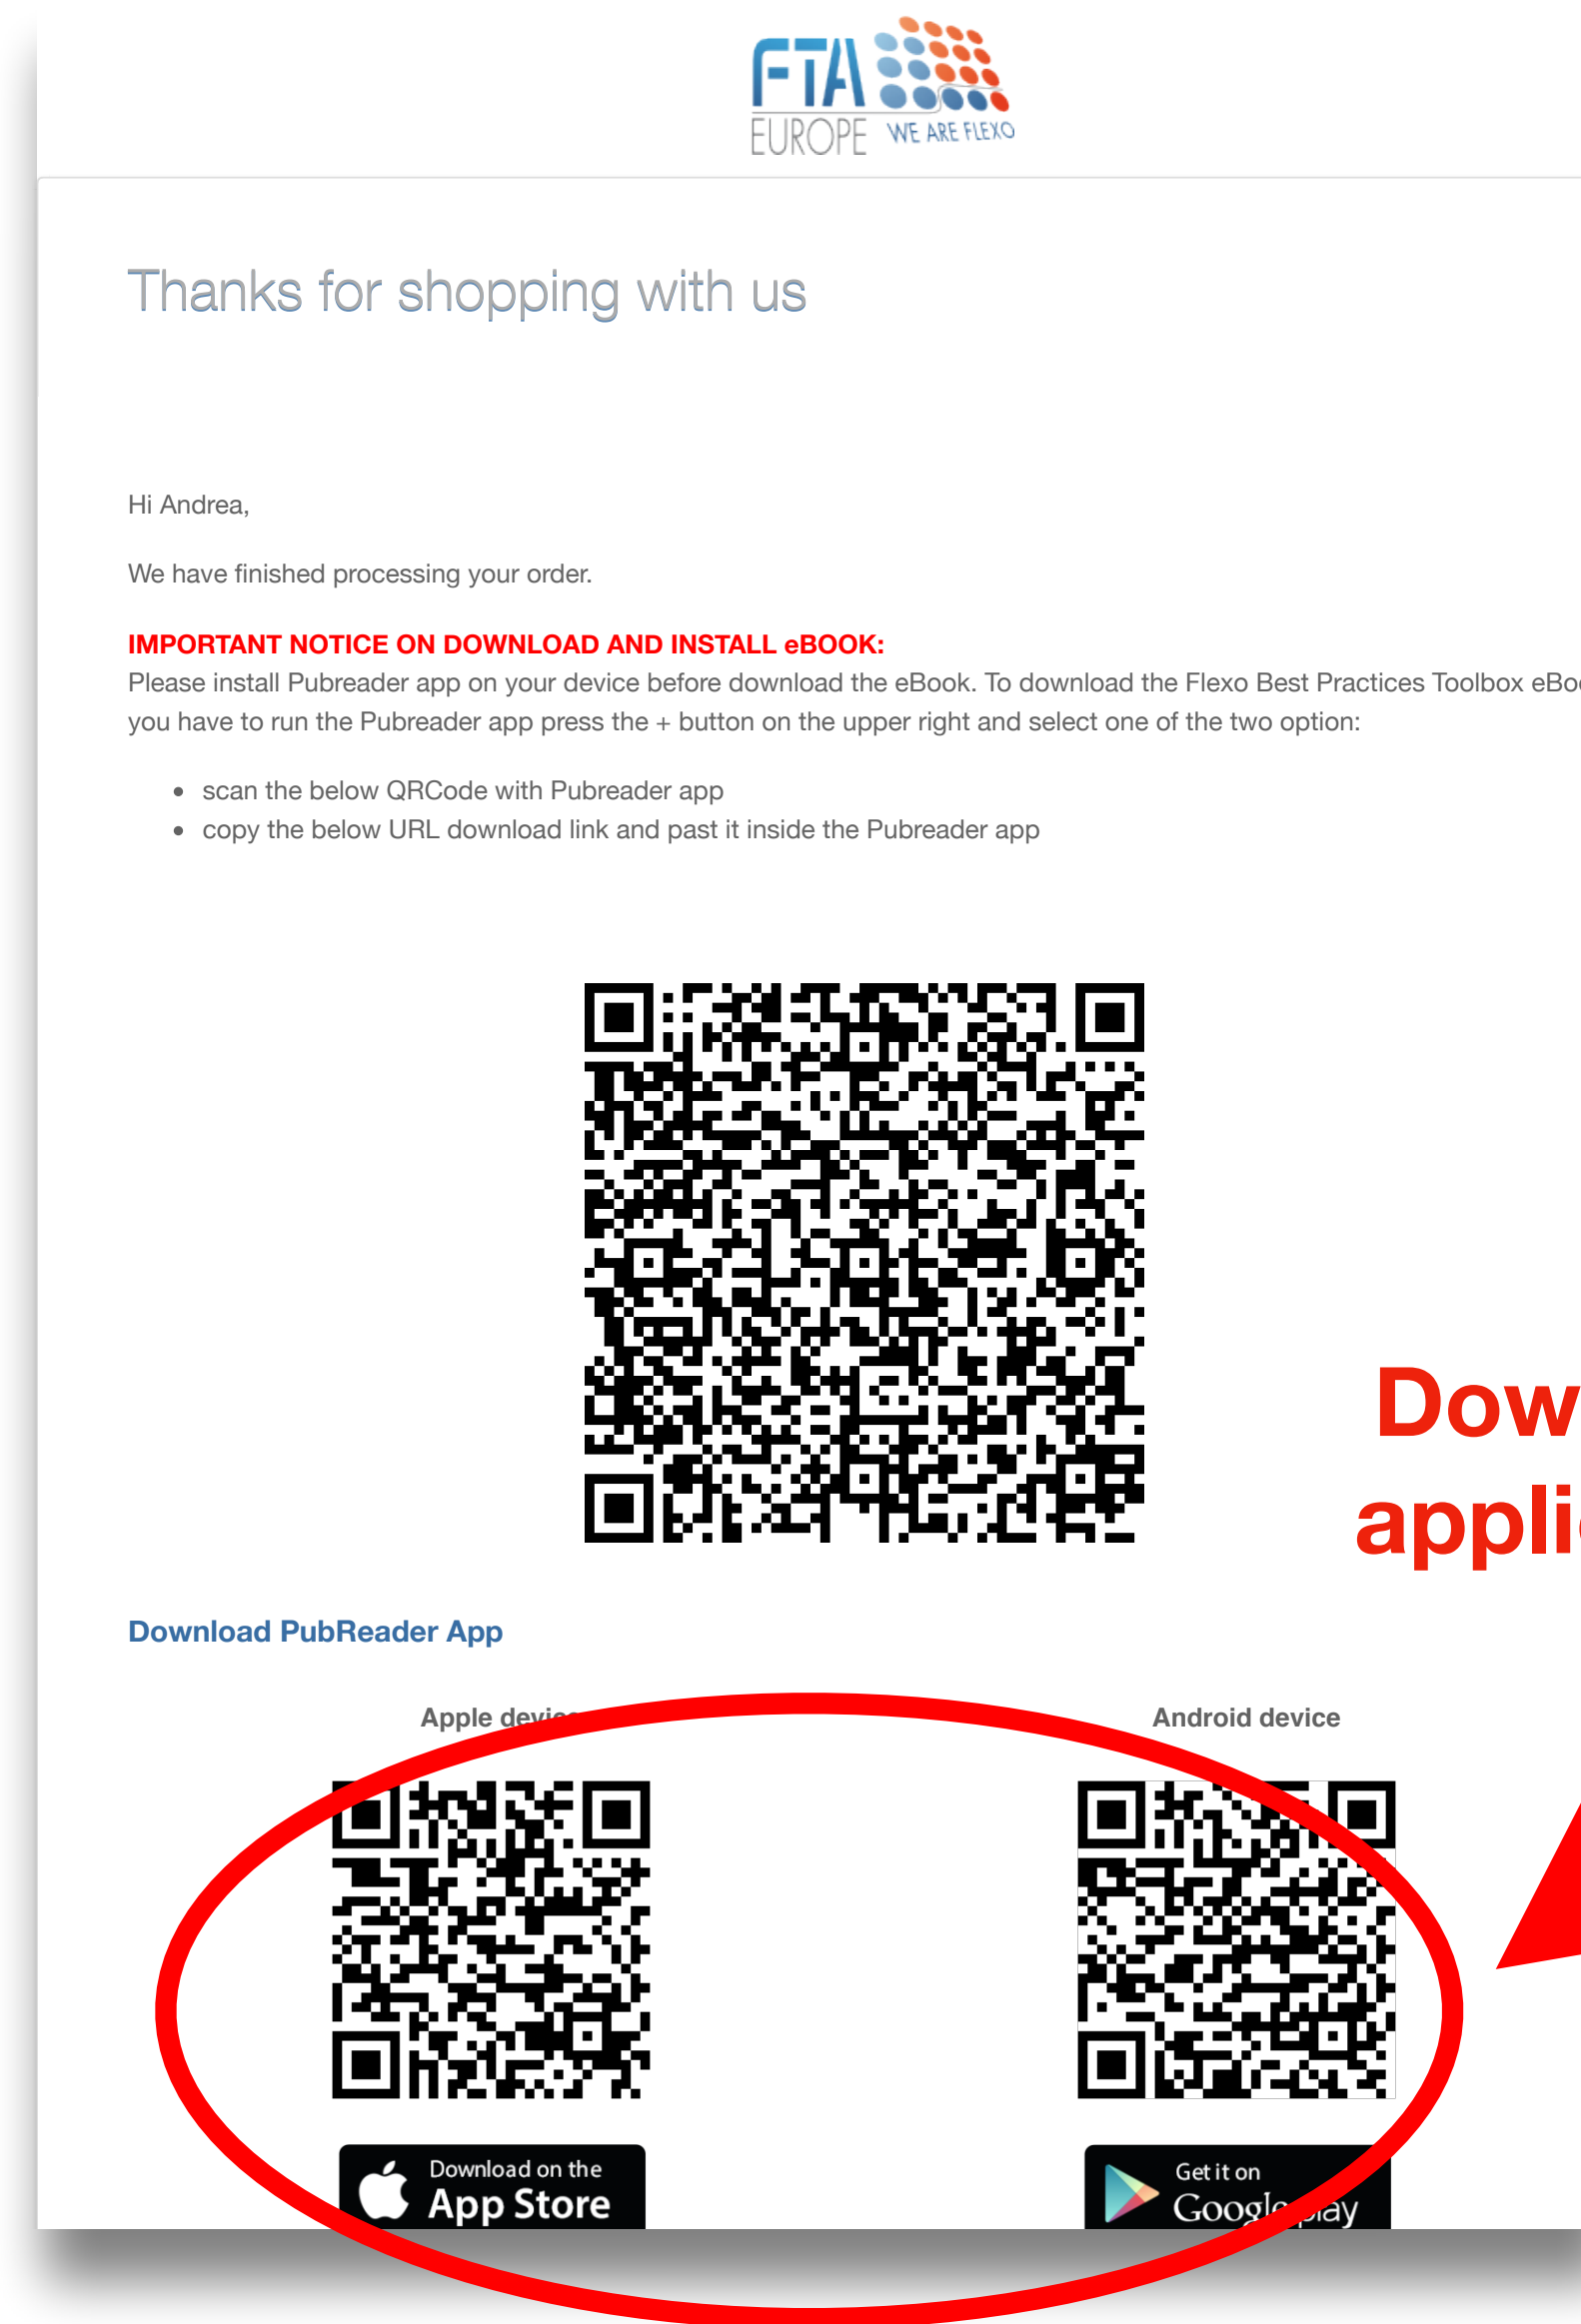 FTA
EUROPE WE ARE FLEXO
Thanks for shopping with us
Hi Andrea,
We have finished processing your order.
IMPORTANT NOTICE ON DOWNLOAD AND INSTALL eBOOK:
Please install Pubreader app on your device before download the eBook. To download the Flexo Best Practices Toolbox eBoo
you have to run the Pubreader app press the + button on the upper right and select one of the two option:
• scan the below QRCode with Pubreader app
• copy the below URL download link and past it inside the Pubreader app
Dow
appli
Download PubReader App
Apple device
Android device
Download on the
App Store
Get it on
Google play